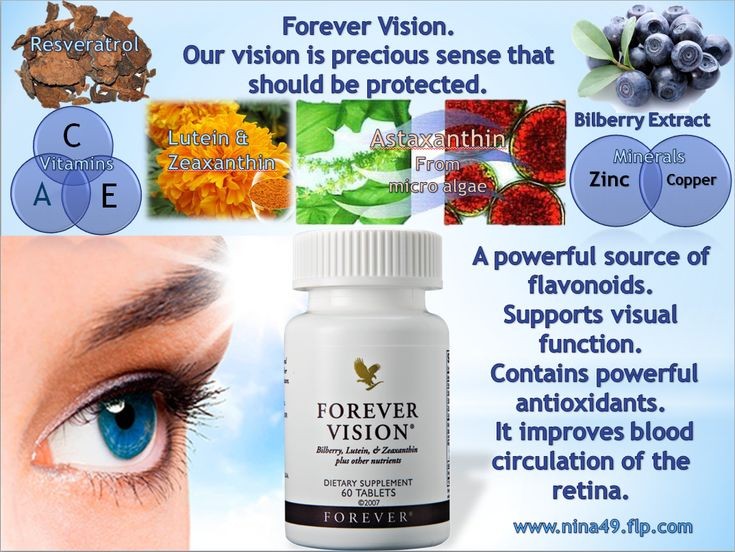 Resveratrol
Forever Vision.
Our vision is precious sense that
should be protected.
Bilberry Extract
C
Vitamins
A
E
Lutein &
Zeaxanthin
Astaxanthin
From
micro algae
Minerals
Zinc
Copper
A powerful source of
flavonoids.
Supports visual
function.
Contains powerful
antioxidants.
It improves blood
circulation of the
retina.
www.nina49.flp.com
FOREVER
VISION®
Bilberry, Lutein, & Zeaxanthin
plus other nutrients
DIETARY SUPPLEMENT
60 TABLETS
©2007
FOREVER®